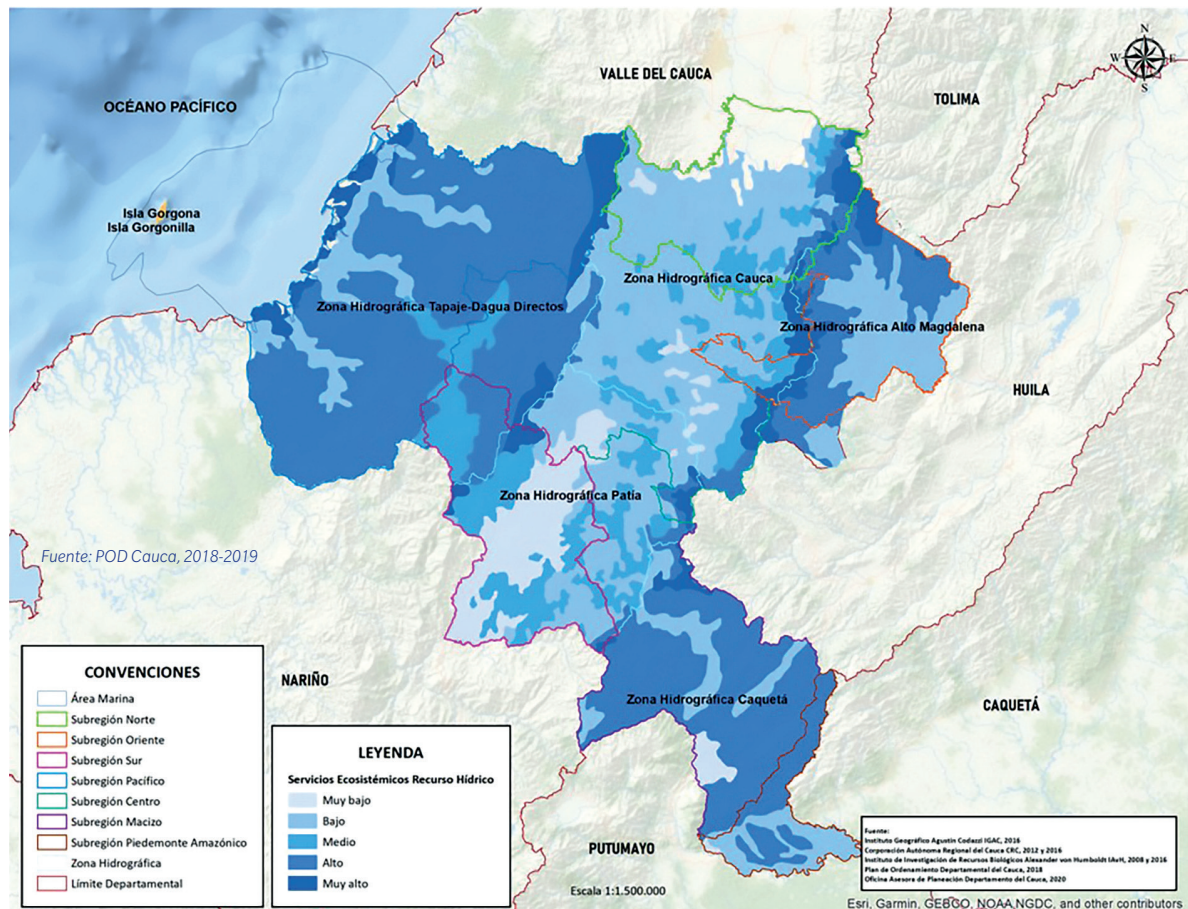 VALLE DEL CAUCA
TOLIMA
OCÉANO PACÍFICO
N
W
E
S
Isla Gorgona
Isla Gorgonilla
Zona Hidrográfica Cauca
Zona Hidrográfica Tapaje-Dagua Directos
Zona Hidrográfica Alto Magdalena
HUILA
Zona Hidrográfica Patía
Fuente: POD Cauca, 2018-2019
NARIÑO
Zona Hidrográfica Caquetá
CAQUETÁ
PUTUMAYO
CONVENCIONES
Área Marina
Subregión Norte
Subregión Oriente
Subregión Sur
Subregión Pacífico
Subregión Centro
Subregión Macizo
Subregión Piedemonte Amazónico
Zona Hidrográfica
Límite Departamental
LEYENDA
Servicios Ecosistémicos Recurso Hídrico
Muy bajo
Bajo
Medio
Alto
Muy alto
Escala 1:1.500.000
Fuente:
Instituto Geográfico Agustín Codazzi IGAC, 2016
Corporación Autónoma Regional del Cauca CRC, 2012 y 2016
Instituto de Investigación de Recursos Biológicos Alexander von Humboldt IAvH, 2008 y 2016
Plan de Ordenamiento Departamental del Cauca, 2018
Oficina Asesora de Planeación Departamento del Cauca, 2020
Esri, Garmin, GEBCO, NOAA NGDC, and other contributors